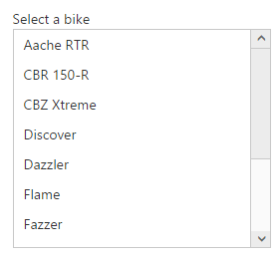 Select a bike
Aache RTR
CBR 150-R
CBZ Xtreme
Discover
Dazzler
Flame
Fazzer